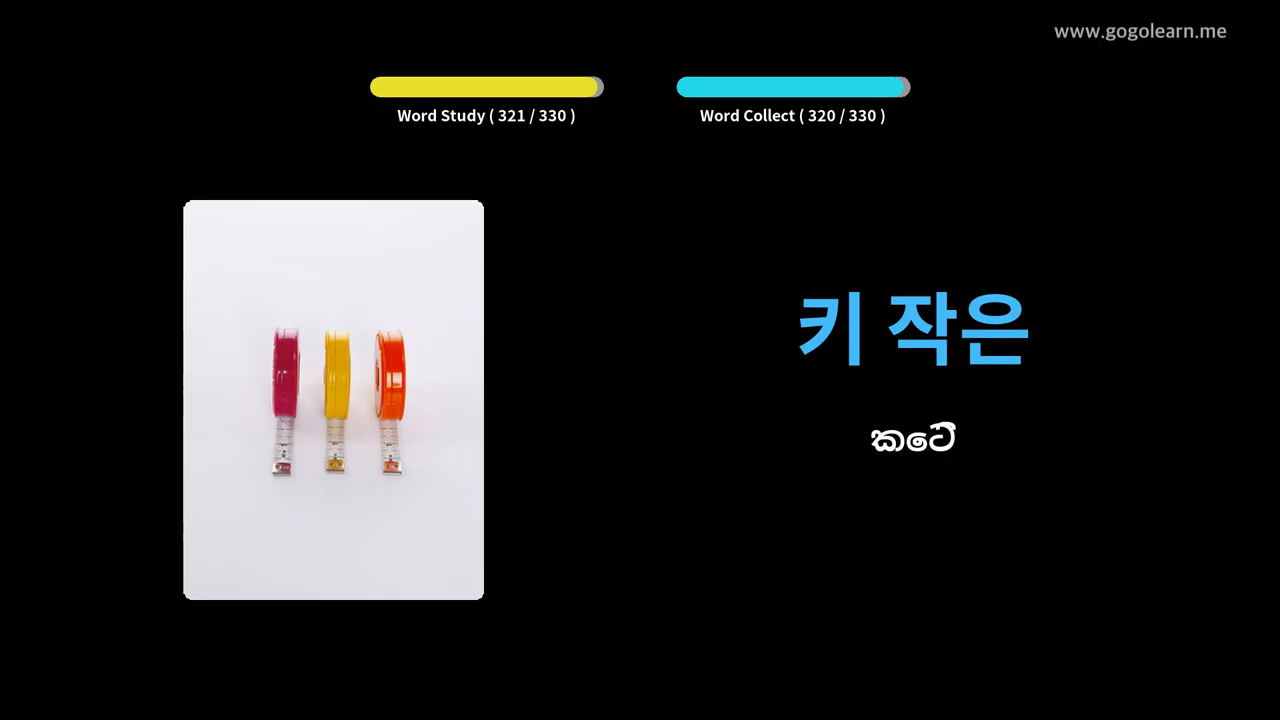 www.gogolearn.me
Word Study ( 321 / 330 )
Word Collect ( 320 / 330 )
키 작은
කටේ